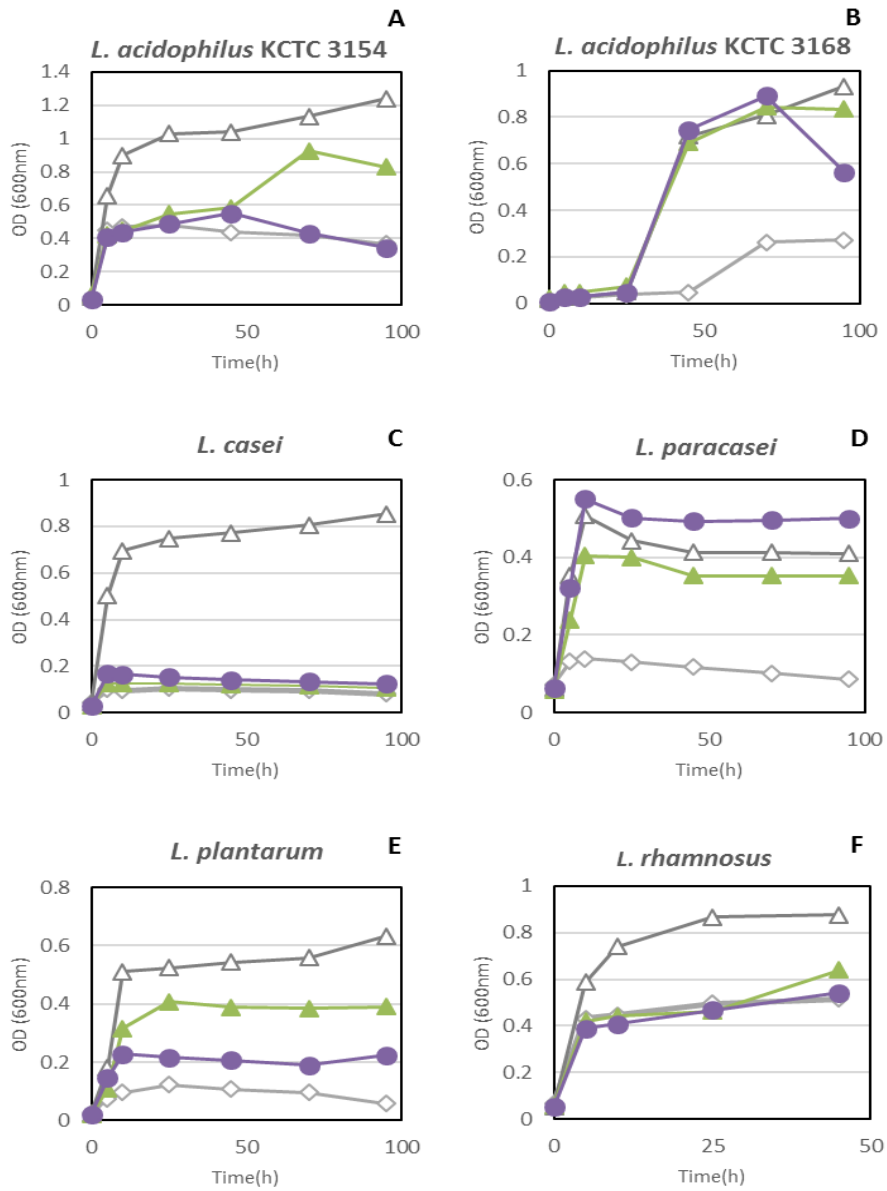 A
L. acidophilus KCTC 3154
1.4
1.2
1
0.8
0.6
0.4
0.2
0
OD (600nm)
0 50 100
Time(h)
B
L. acidophilus KCTC 3168
1
0.8
0.6
0.4
0.2
0
OD (600nm)
0 50 100
Time(h)
C
L. casei
1
0.8
0.6
0.4
0.2
0
OD (600nm)
0 50 100
Time(h)
D
L. paracasei
0.6
0.4
0.2
0
OD (600nm)
0 50 100
Time(h)
E
L. plantarum
0.8
0.6
0.4
0.2
0
OD (600nm)
0 50 100
Time(h)
F
L. rhamnosus
1
0.8
0.6
0.4
0.2
0
OD (600nm)
0 25 50
Time(h)